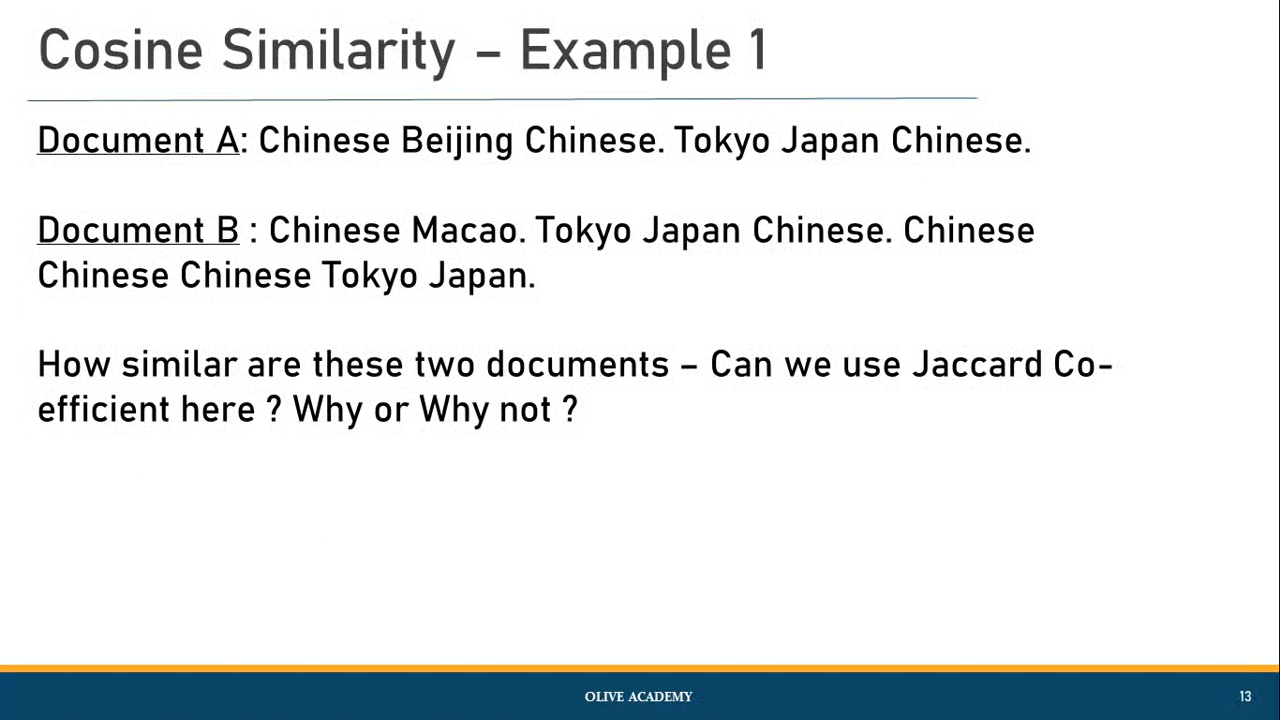 Cosine Similarity – Example 1
Document A: Chinese Beijing Chinese. Tokyo Japan Chinese.
Document B : Chinese Macao. Tokyo Japan Chinese. Chinese
Chinese Chinese Tokyo Japan.
How similar are these two documents – Can we use Jaccard Co-
efficient here ? Why or Why not ?
OLIVE ACADEMY
13